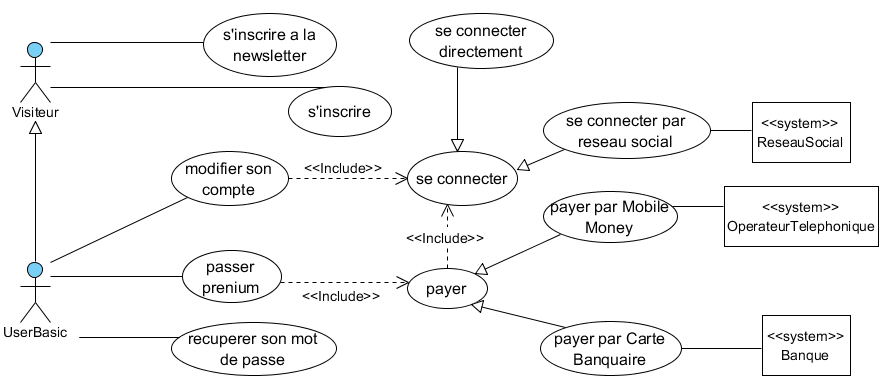 s'inscrire a la
newsletter
se connecter
directement
Visiteur
s'inscrire
se connecter par
reseau social
<<system>>
ReseauSocial
modifier son
compte
<<Include>>
se connecter
payer par Mobile
Money
<<system>>
OperateurTelephonique
<<Include>>
passer
prenium
<<Include>>
payer
UserBasic
recuperer son mot
de passe
payer par Carte
Banquaire
<<system>>
Banque